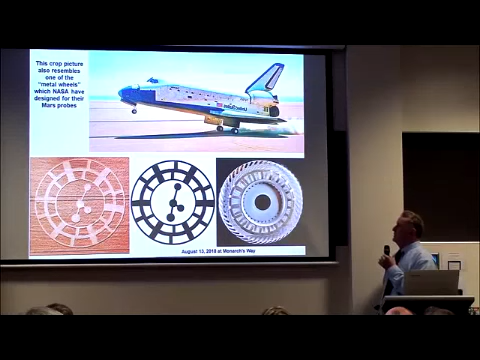 This crop picture
also resembles
one of the
"metal wheels"
which NASA have
designed for their
Mars probes
August 13, 2018 at Monarch's Way